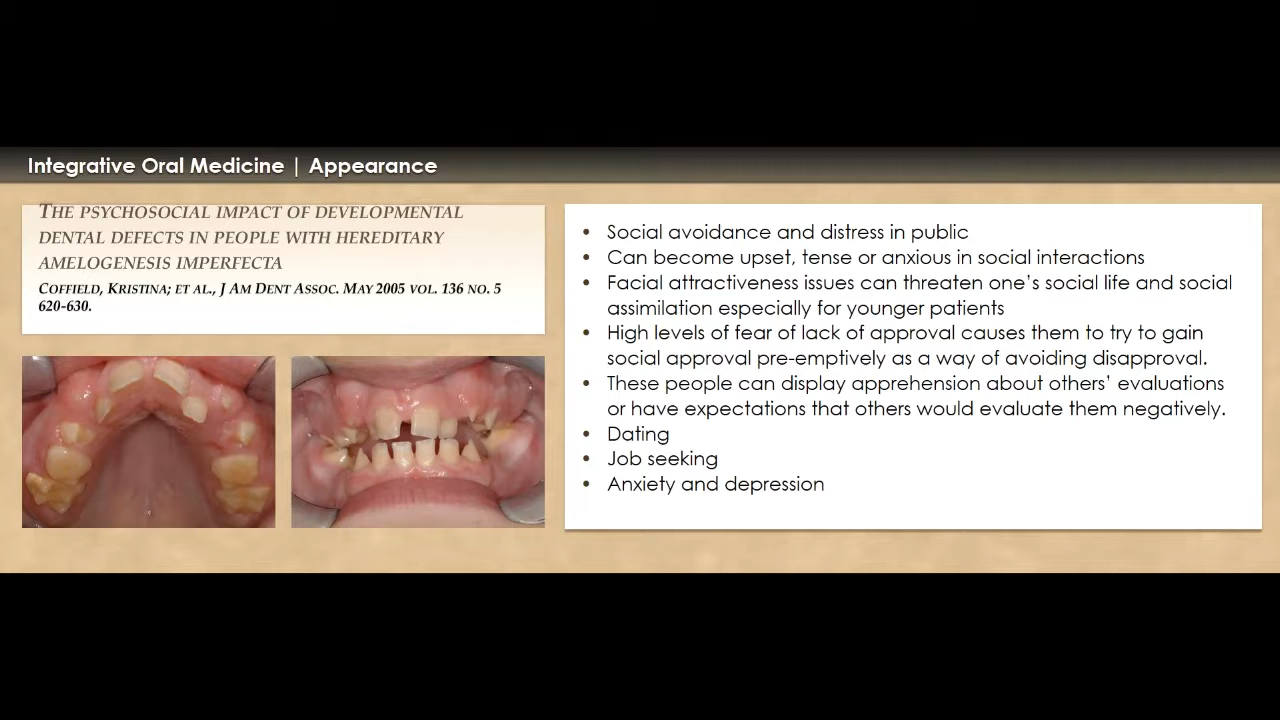 Integrative Oral Medicine | Appearance
THE PSYCHOSOCIAL IMPACT OF DEVELOPMENTAL
DENTAL DEFECTS IN PEOPLE WITH HEREDITARY
AMELOGENESIS IMPERFECTA
COFFIELD, KRISTINA; ET AL., J AM DENT ASSOC. MAY 2005 VOL. 136 NO. 5
620-630.
• Social avoidance and distress in public
• Can become upset, tense or anxious in social interactions
• Facial attractiveness issues can threaten one's social life and social
assimilation especially for younger patients
• High levels of fear of lack of approval causes them to try to gain
social approval pre-emptively as a way of avoiding disapproval.
• These people can display apprehension about others' evaluations
or have expectations that others would evaluate them negatively.
• Dating
• Job seeking
• Anxiety and depression